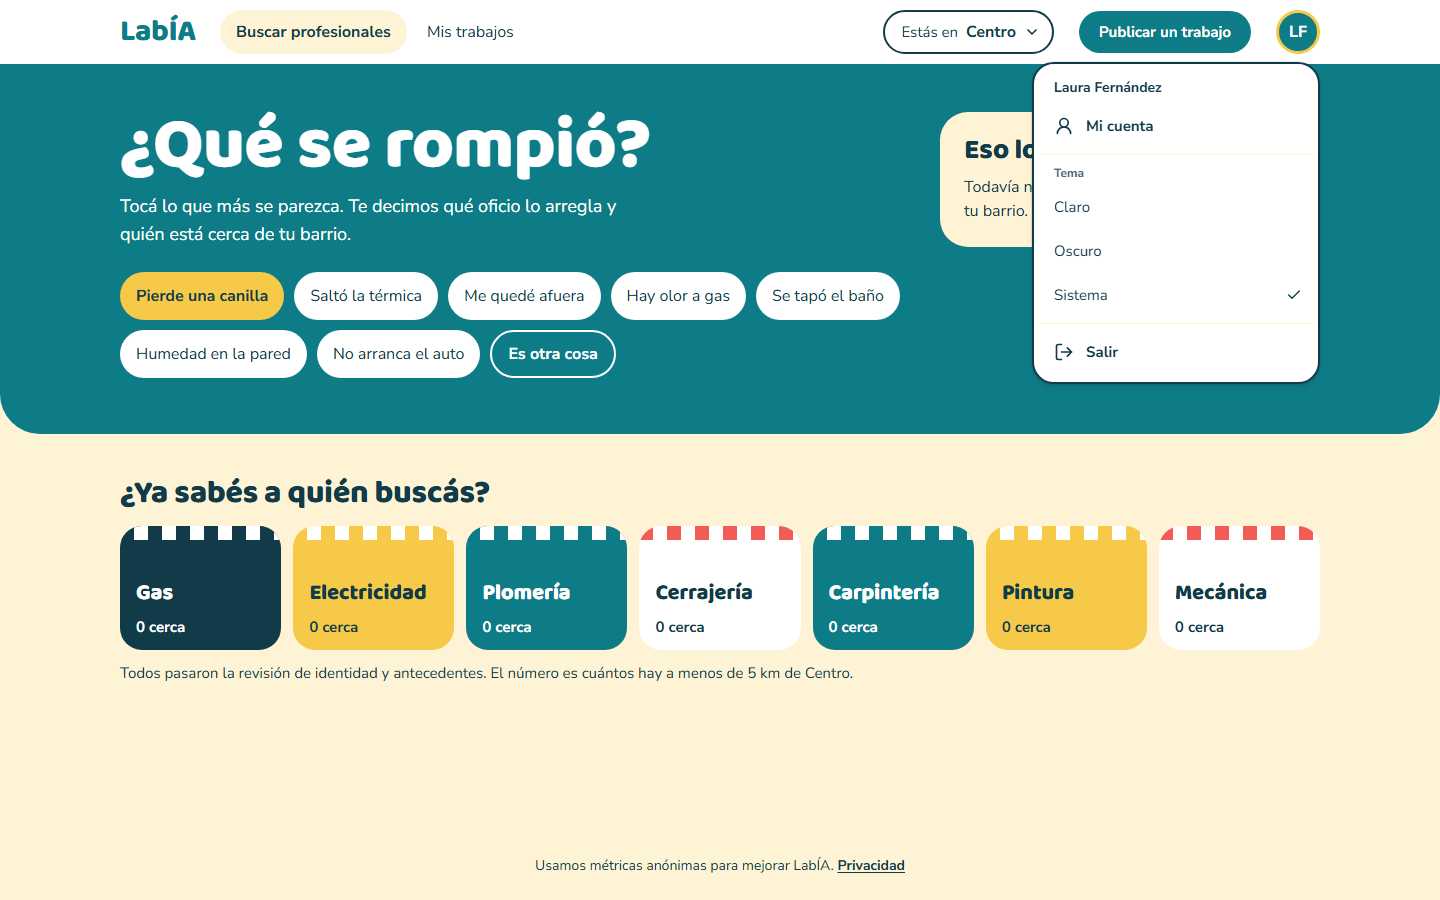 LabÍA
Buscar profesionales
Mis trabajos
Estás en Centro
Publicar un trabajo
LF
¿Qué se rompió?
Tocá lo que más se parezca. Te decimos qué oficio lo arregla y
quién está cerca de tu barrio.
Pierde una canilla
Saltó la térmica
Me quedé afuera
Hay olor a gas
Se tapó el baño
Humedad en la pared
No arranca el auto
Es otra cosa
Eso
Todavía
tu barrio.
Laura Fernández
Mi cuenta
Tema
Claro
Oscuro
Sistema
Salir
¿Ya sabés a quién buscás?
Gas
0 cerca
Electricidad
0 cerca
Plomería
0 cerca
Cerrajería
0 cerca
Carpintería
0 cerca
Pintura
0 cerca
Mecánica
0 cerca
Todos pasaron la revisión de identidad y antecedentes. El número es cuántos hay a menos de 5 km de Centro.
Usamos métricas anónimas para mejorar LabÍA. Privacidad